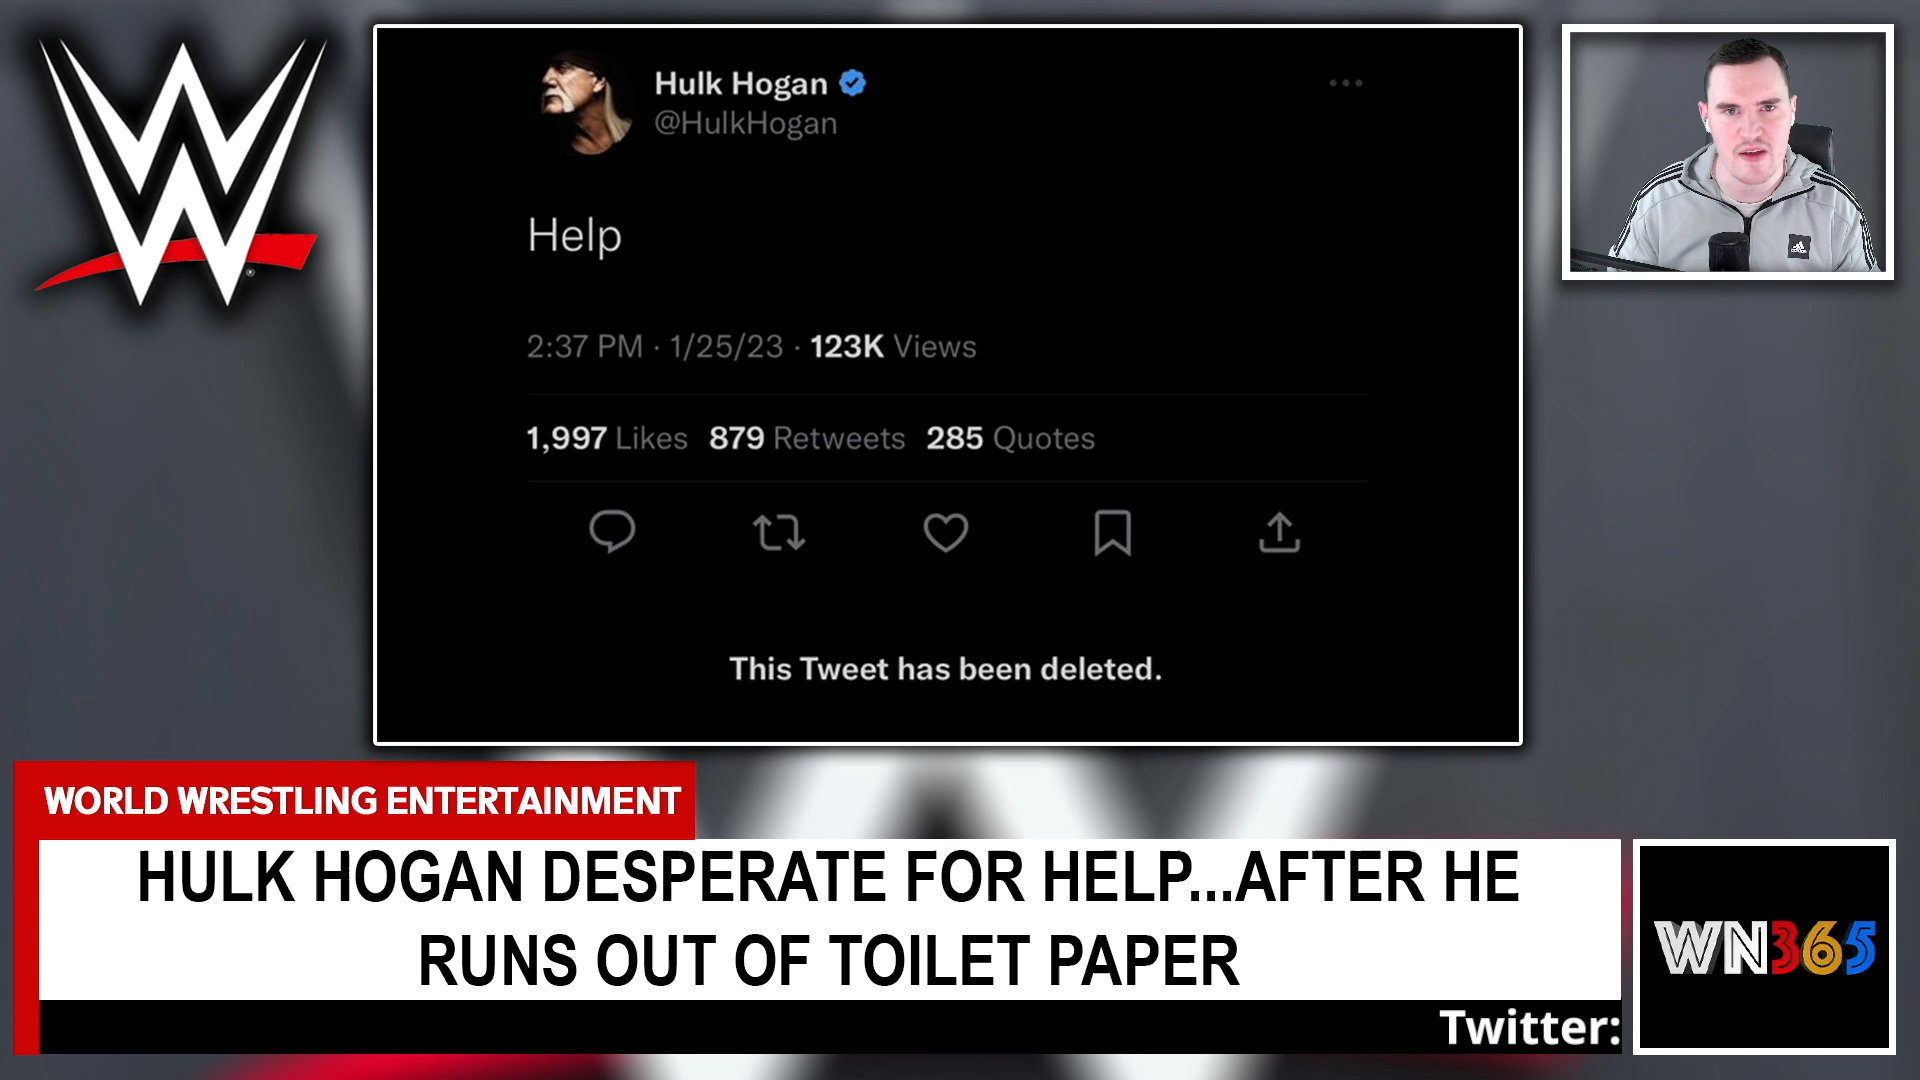 Hulk Hogan
@HulkHogan
Help
2:37 PM · 1/25/23 · 123K Views
1,997 Likes 879 Retweets 285 Quotes
This Tweet has been deleted.
WORLD WRESTLING ENTERTAINMENT
HULK HOGAN DESPERATE FOR HELP...AFTER HE
RUNS OUT OF TOILET PAPER
Twitter:
WN365